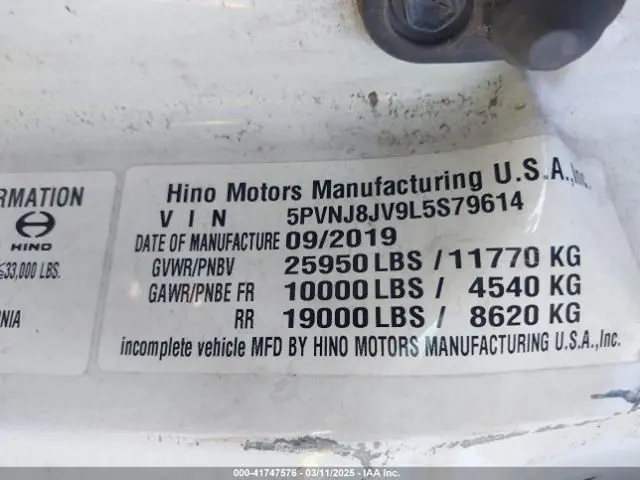 RMATION
HINO
≦33,000 LBS.
NIA
Hino Motors Manufacturing U.S.A.,Inc.
VIN 5PVNJ8JV9L5S79614
DATE OF MANUFACTURE 09/2019
GVWR/PNBV 25950 LBS / 11770 KG
GAWR/PNBE FR 10000 LBS / 4540 KG
RR 19000 LBS / 8620 KG
incomplete vehicle MFD BY HINO MOTORS MANUFACTURING U.S.A.,Inc.
000-41747576 - 03/11/2025 - IAAI.COM